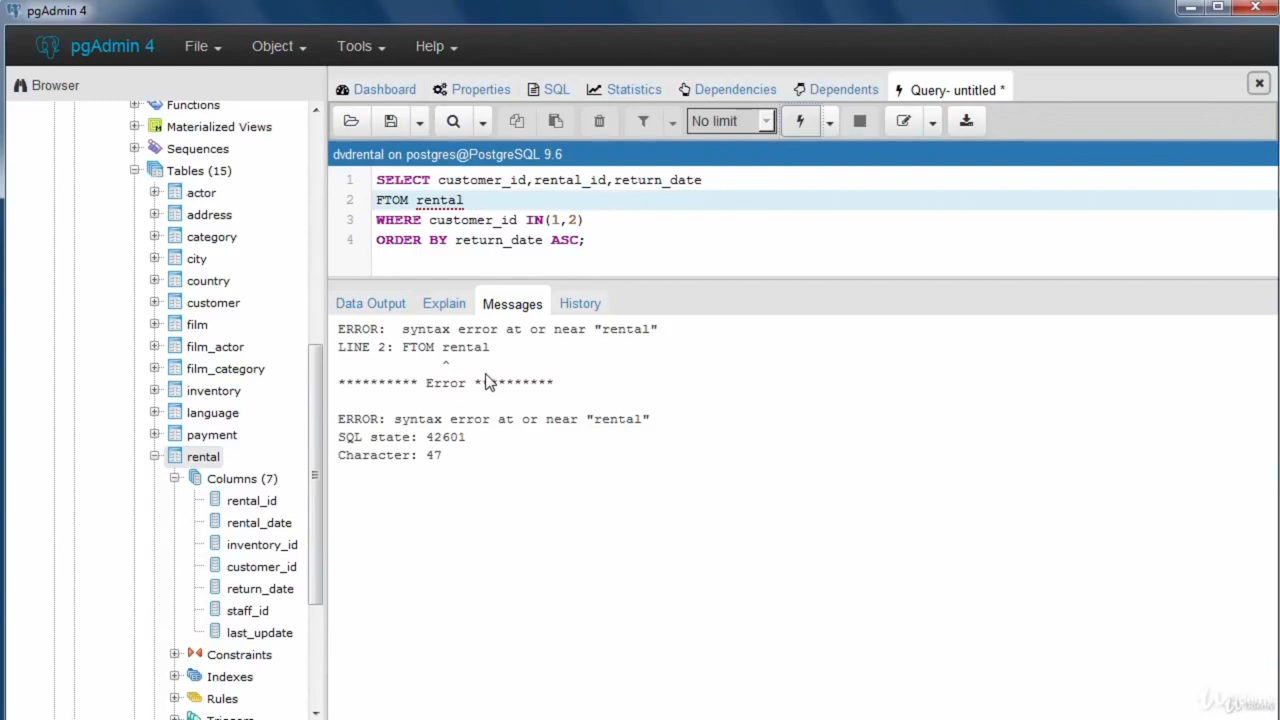 pgAdmin 4
pgAdmin 4 File Object Tools Help
Browser
Dashboard Properties SQL Statistics Dependencies Dependents Query- untitled *
No limit
dvdrental on postgres@PostgreSQL 9.6
Functions
Materialized Views
Sequences
Tables (15)
actor
address
category
city
country
customer
film
film_actor
film_category
inventory
language
payment
rental
Columns (7)
rental_id
rental_date
inventory_id
customer_id
return_date
staff_id
last_update
Constraints
Indexes
Rules
Triggers
1 SELECT customer_id,rental_id,return_date
2 FTOM rental
3 WHERE customer_id IN(1,2)
4 ORDER BY return_date ASC;
Data Output Explain Messages History
ERROR:  syntax error at or near "rental"
LINE 2: FTOM rental
^
********** Error **********
ERROR: syntax error at or near "rental"
SQL state: 42601
Character: 47